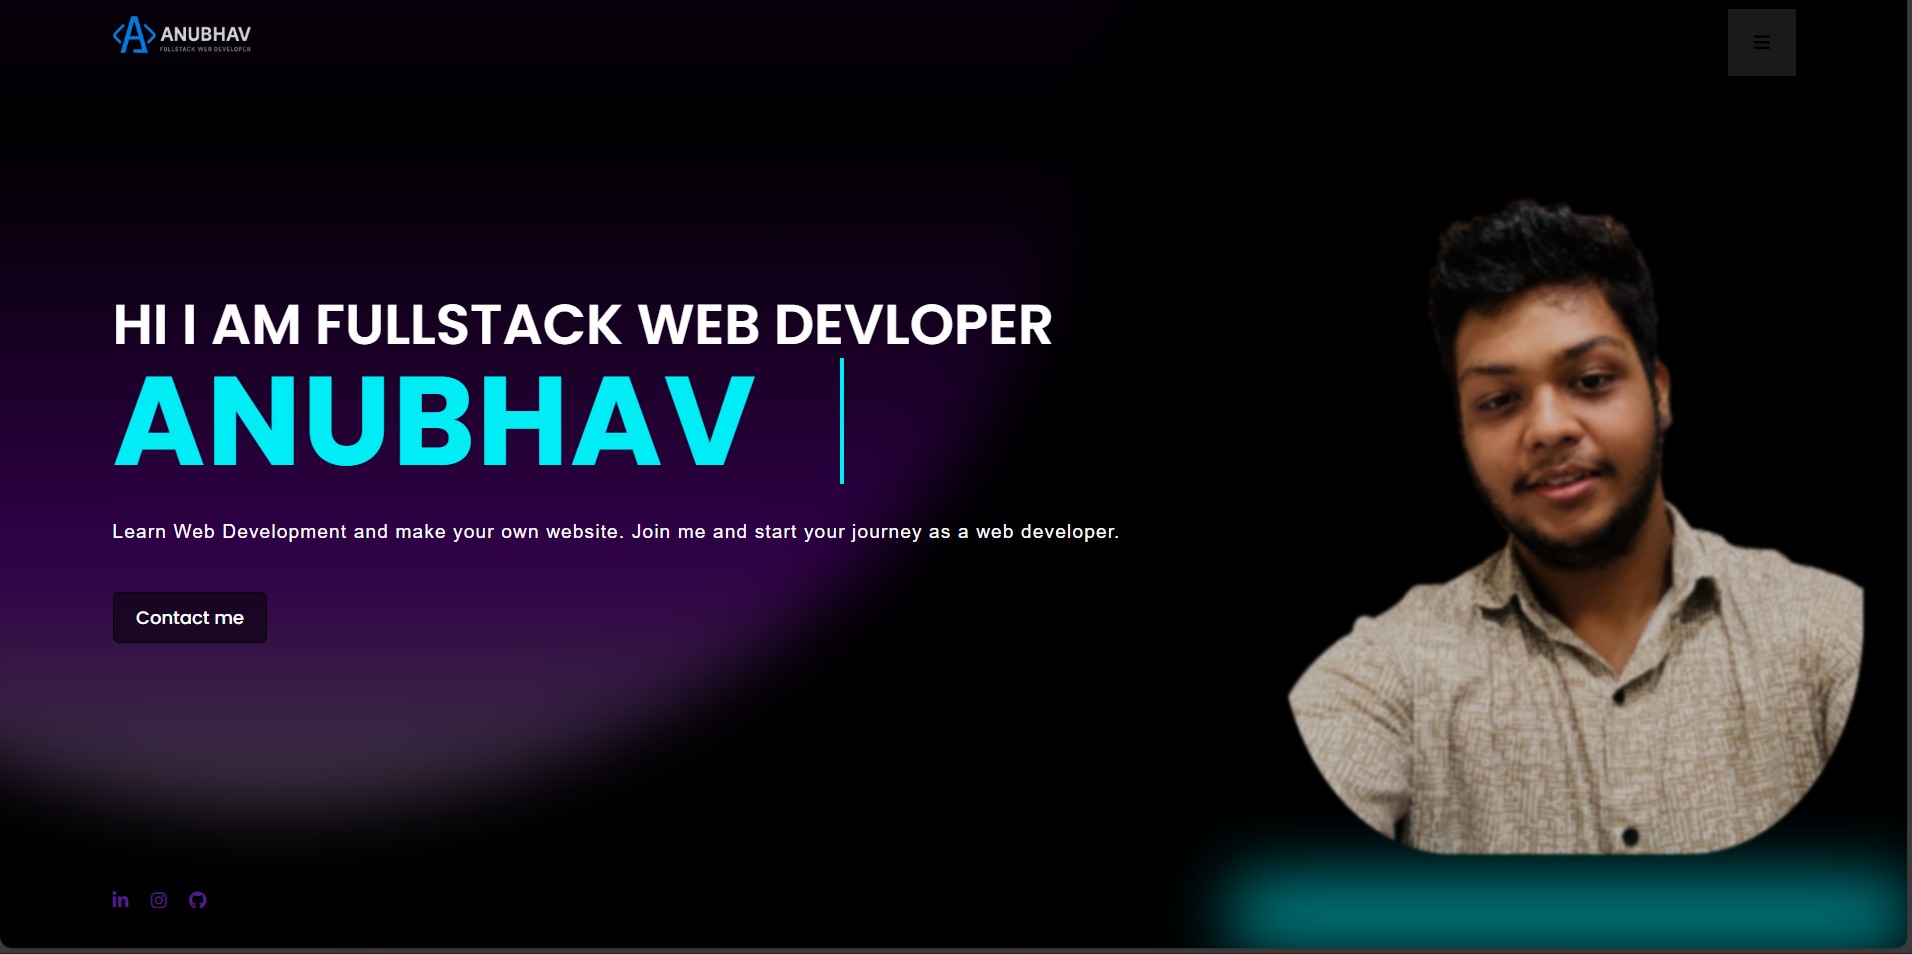 ANUBHAV
FULLSTACK WEB DEVELOPER
HI I AM FULLSTACK WEB DEVLOPER
ANUBHAV
Learn Web Development and make your own website. Join me and start your journey as a web developer.
Contact me
in